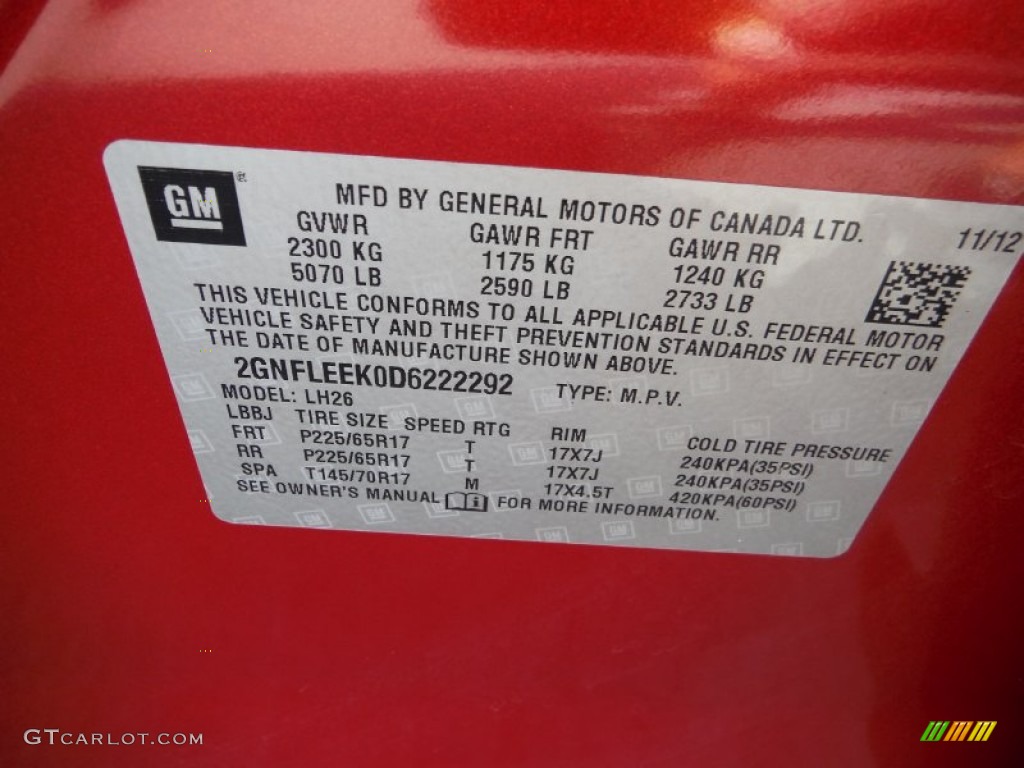 GM ®
MFD BY GENERAL MOTORS OF CANADA LTD.
11/12
GVWR GAWR FRT GAWR RR
2300 KG 1175 KG 1240 KG
5070 LB 2590 LB 2733 LB
THIS VEHICLE CONFORMS TO ALL APPLICABLE U.S. FEDERAL MOTOR
VEHICLE SAFETY AND THEFT PREVENTION STANDARDS IN EFFECT ON
THE DATE OF MANUFACTURE SHOWN ABOVE.
2GNFLEEK0D6222292 TYPE: M.P.V.
MODEL: LH26
LBBJ TIRE SIZE SPEED RTG RIM COLD TIRE PRESSURE
FRT P225/65R17 T 17X7J 240KPA(35PSI)
RR P225/65R17 T 17X7J 240KPA(35PSI)
SPA T145/70R17 M 17X4.5T 420KPA(60PSI)
SEE OWNER'S MANUAL i FOR MORE INFORMATION.
GTCARLOT.COM